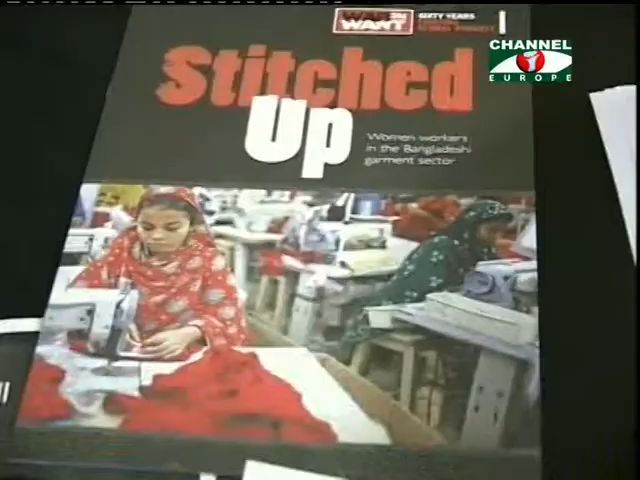 WAR ON WANT
SIXTY YEARS
CHANNEL
i
EUROPE
Stitched
Up
Women workers
in the Bangladeshi
garment sector